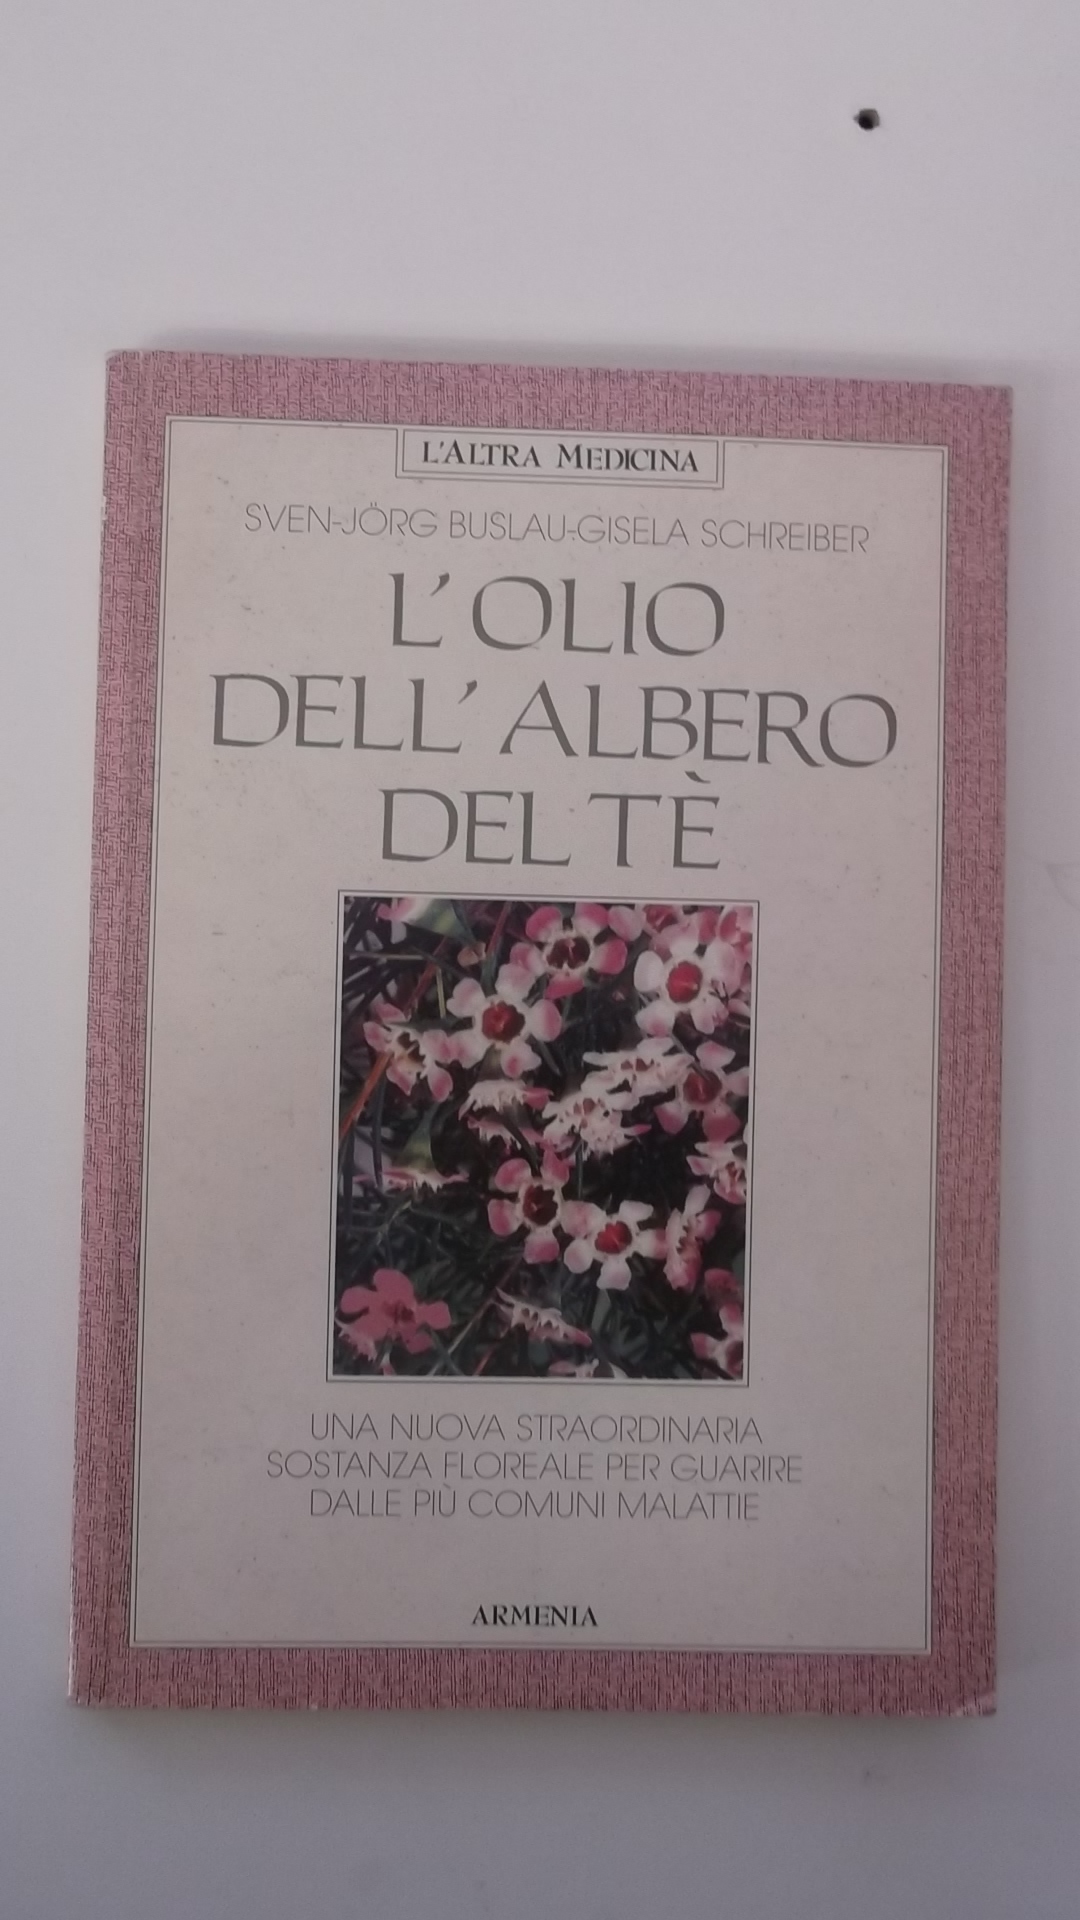 L'ALTRA MEDICINA
SVEN-JÖRG BUSLAU-GISELA SCHREIBER
L'OLIO
DELL'ALBERO
DEL TÈ
UNA NUOVA STRAORDINARIA
SOSTANZA FLOREALE PER GUARIRE
DALLE PIÙ COMUNI MALATTIE
ARMENIA